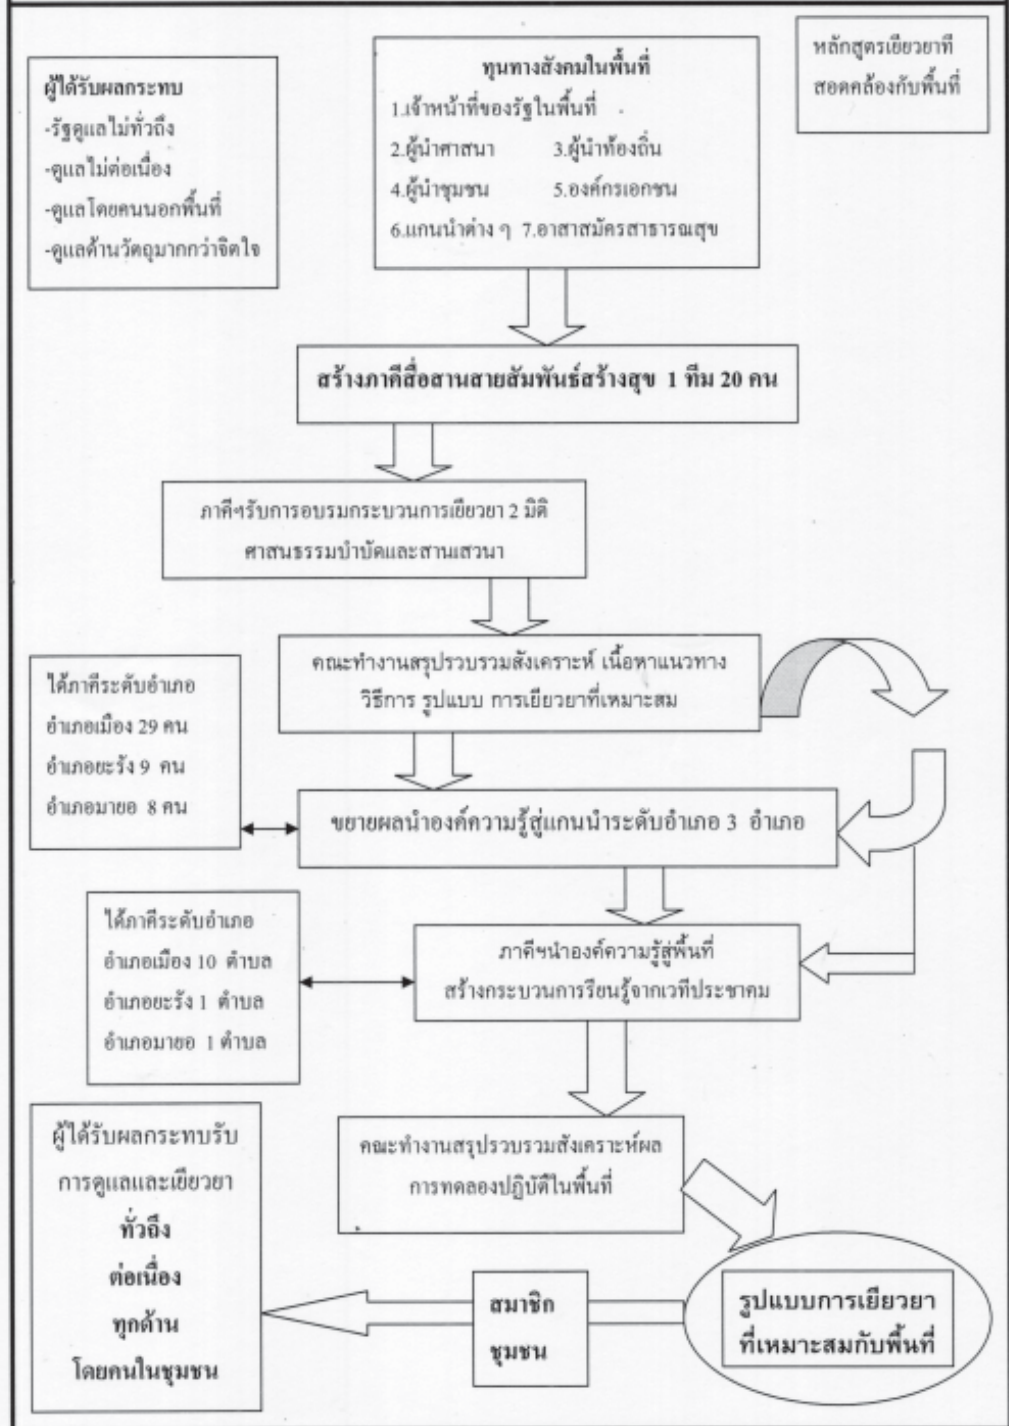 ผู้ได้รับผลกระทบ
-รัฐดูแลไม่ทั่วถึง
-ดูแลไม่ต่อเนื่อง
-ดูแลโดยคนนอกพื้นที่
-ดูแลด้านวัตถุมากกว่าจิตใจ
ทุนทางสังคมในพื้นที่
1.เจ้าหน้าที่ของรัฐในพื้นที่
2.ผู้นำศาสนา 3.ผู้นำท้องถิ่น
4.ผู้นำชุมชน 5.องค์กรเอกชน
6.แกนนำต่าง ๆ 7.อาสาสมัครสาธารณสุข
หลักสูตรเยียวยาที่
สอดคล้องกับพื้นที่
สร้างภาคีสื่อสานสายสัมพันธ์สร้างสุข 1 ทีม 20 คน
ภาคีฯรับการอบรมกระบวนการเยียวยา 2 มิติ
ศาสนธรรมบำบัดและสานเสวนา
คณะทำงานสรุปรวบรวมสังเคราะห์ เนื้อหาแนวทาง
วิธีการ รูปแบบ การเยียวยาที่เหมาะสม
ได้ภาคีระดับอำเภอ
อำเภอเมือง 29 คน
อำเภอยะรัง 9 คน
อำเภอมายอ 8 คน
ขยายผลนำองค์ความรู้สู่แกนนำระดับอำเภอ 3 อำเภอ
ได้ภาคีระดับอำเภอ
อำเภอเมือง 10 ตำบล
อำเภอยะรัง 1 ตำบล
อำเภอมายอ 1 ตำบล
ภาคีฯนำองค์ความรู้สู่พื้นที่
สร้างกระบวนการรียนรู้จากเวทีประชาคม
คณะทำงานสรุปรวบรวมสังเคราะห์ผล
การทดลองปฏิบัติในพื้นที่
ผู้ได้รับผลกระทบรับ
การดูแลและเยียวยา
ทั่วถึง
ต่อเนื่อง
ทุกด้าน
โดยคนในชุมชน
สมาชิก
ชุมชน
รูปแบบการเยียวยา
ที่เหมาะสมกับพื้นที่